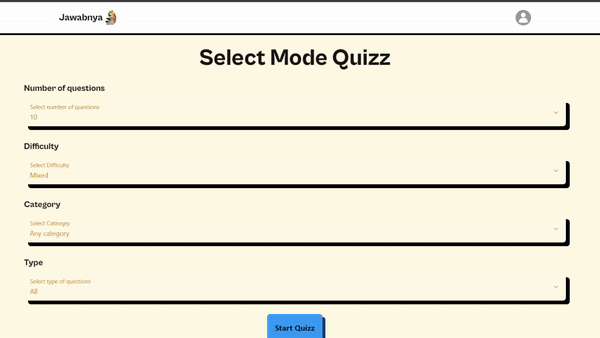 Jawabnya
Select Mode Quizz
Number of questions
Select number of questions
10
Difficulty
Select Difficulty
Mixed
Category
Select Cateogry
Any category
Type
Select type of questions
All
Start Quizz